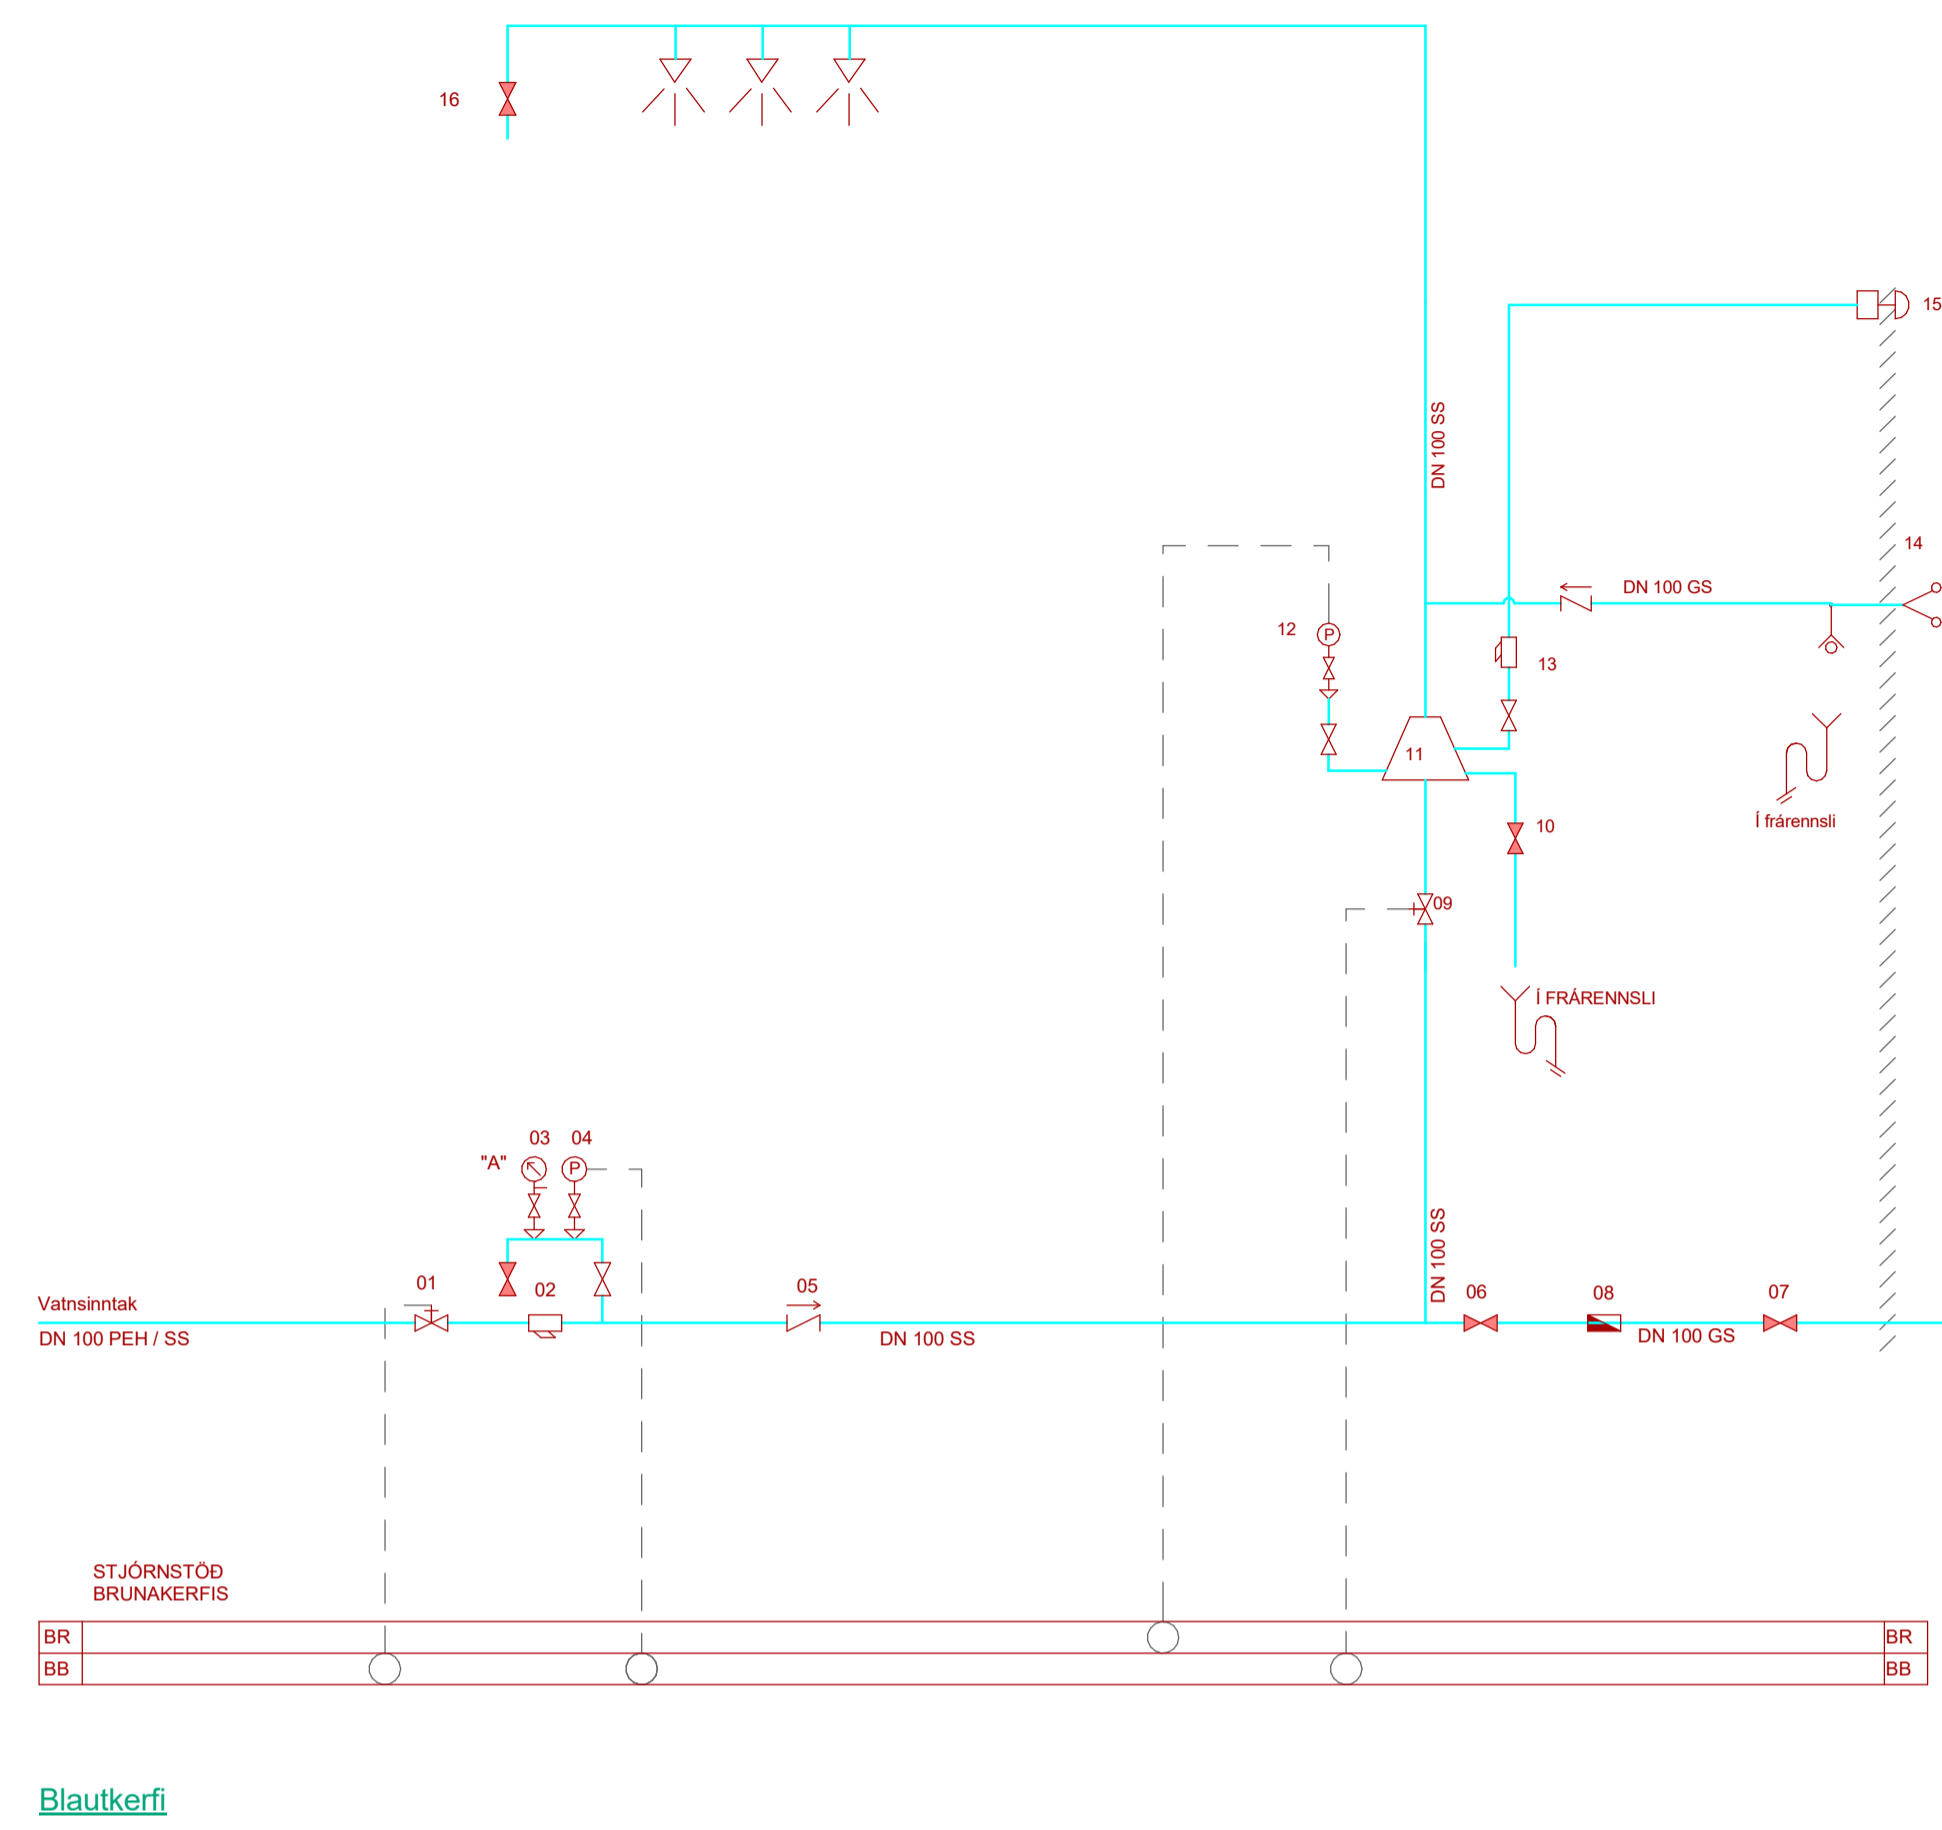 16
15
DN 100 SS
14
DN 100 GS
12
P
13
11
10
Í frárennsli
09
Í FRÁRENNSLI
03
04
"A"
P
DN 100 SS
01
02
05
06
08
07
Vatnsinntak
DN 100 PEH / SS
DN 100 SS
DN 100 GS
STJÓRNSTÖÐ
BRUNAKERFIS
BR
BR
BB
BB
Blautkerfi